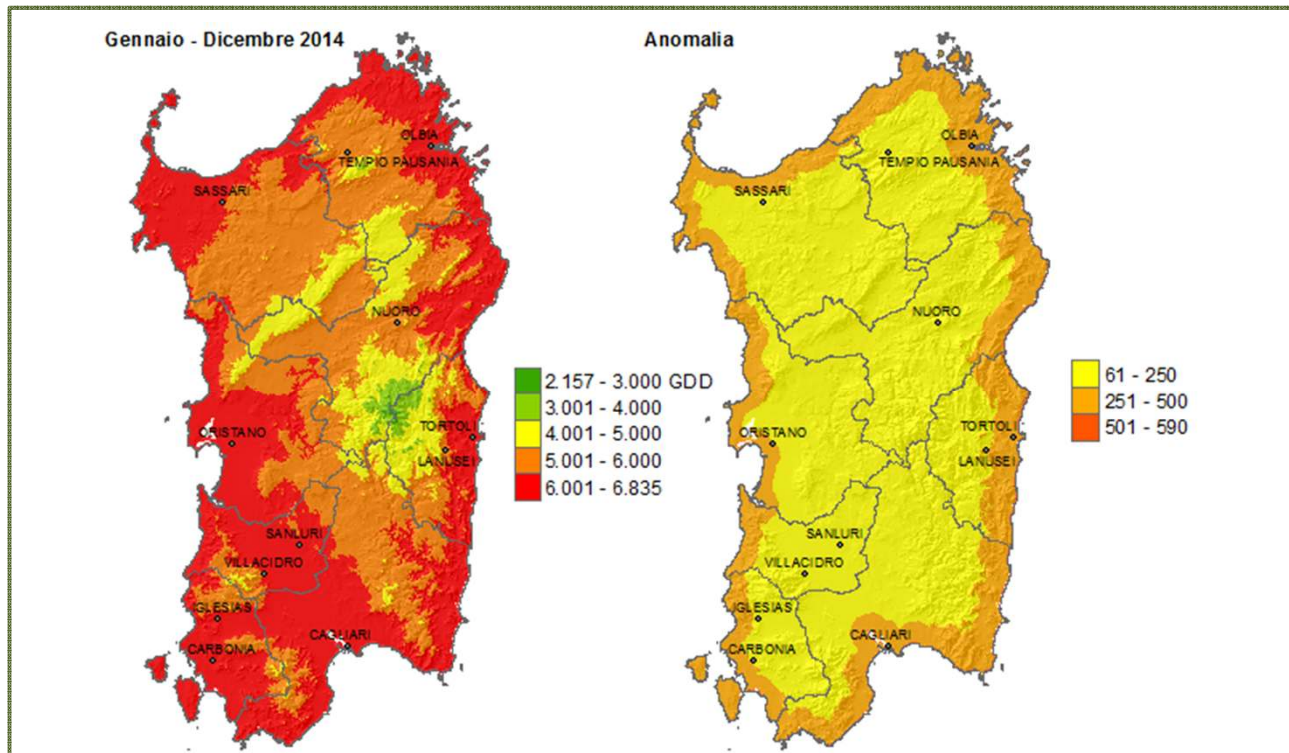 Gennaio - Dicembre 2014
OLBIA
TEMPIO PAUSANIA
SASSARI
NUORO
ORISTANO
TORTOLI
LANUSEI
SANLURI
VILLACIDRO
IGLESIAS
CAGLIARI
CARBONIA
2.157 - 3.000 GDD
3.001 - 4.000
4.001 - 5.000
5.001 - 6.000
6.001 - 6.835
Anomalia
OLBIA
TEMPIO PAUSANIA
SASSARI
NUORO
ORISTANO
TORTOLI
LANUSEI
SANLURI
VILLACIDRO
IGLESIAS
CAGLIARI
CARBONIA
61 - 250
251 - 500
501 - 590